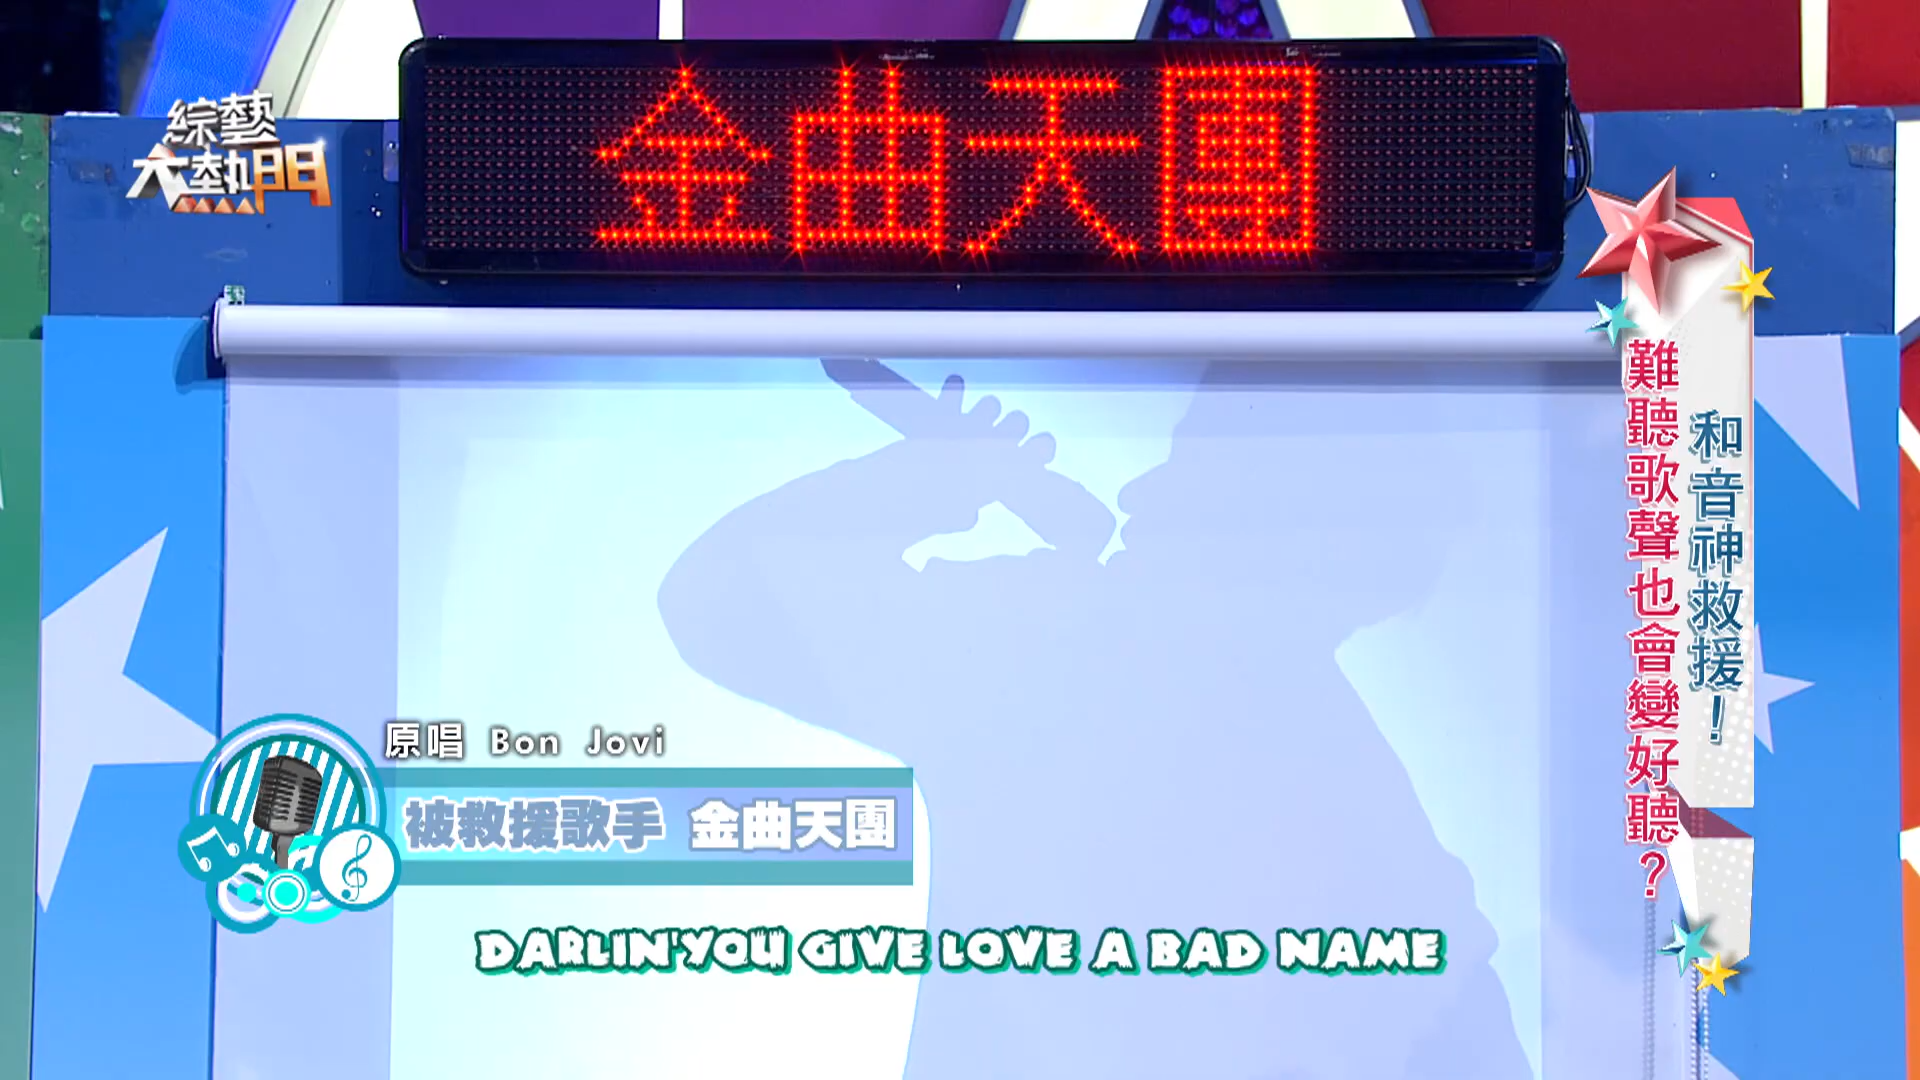 金曲天團
綜藝
大熱門
和音神救援！
難聽歌聲也會變好聽？
原唱 Bon Jovi
被救援歌手 金曲天團
DARLIN'YOU GIVE LOVE A BAD NAME